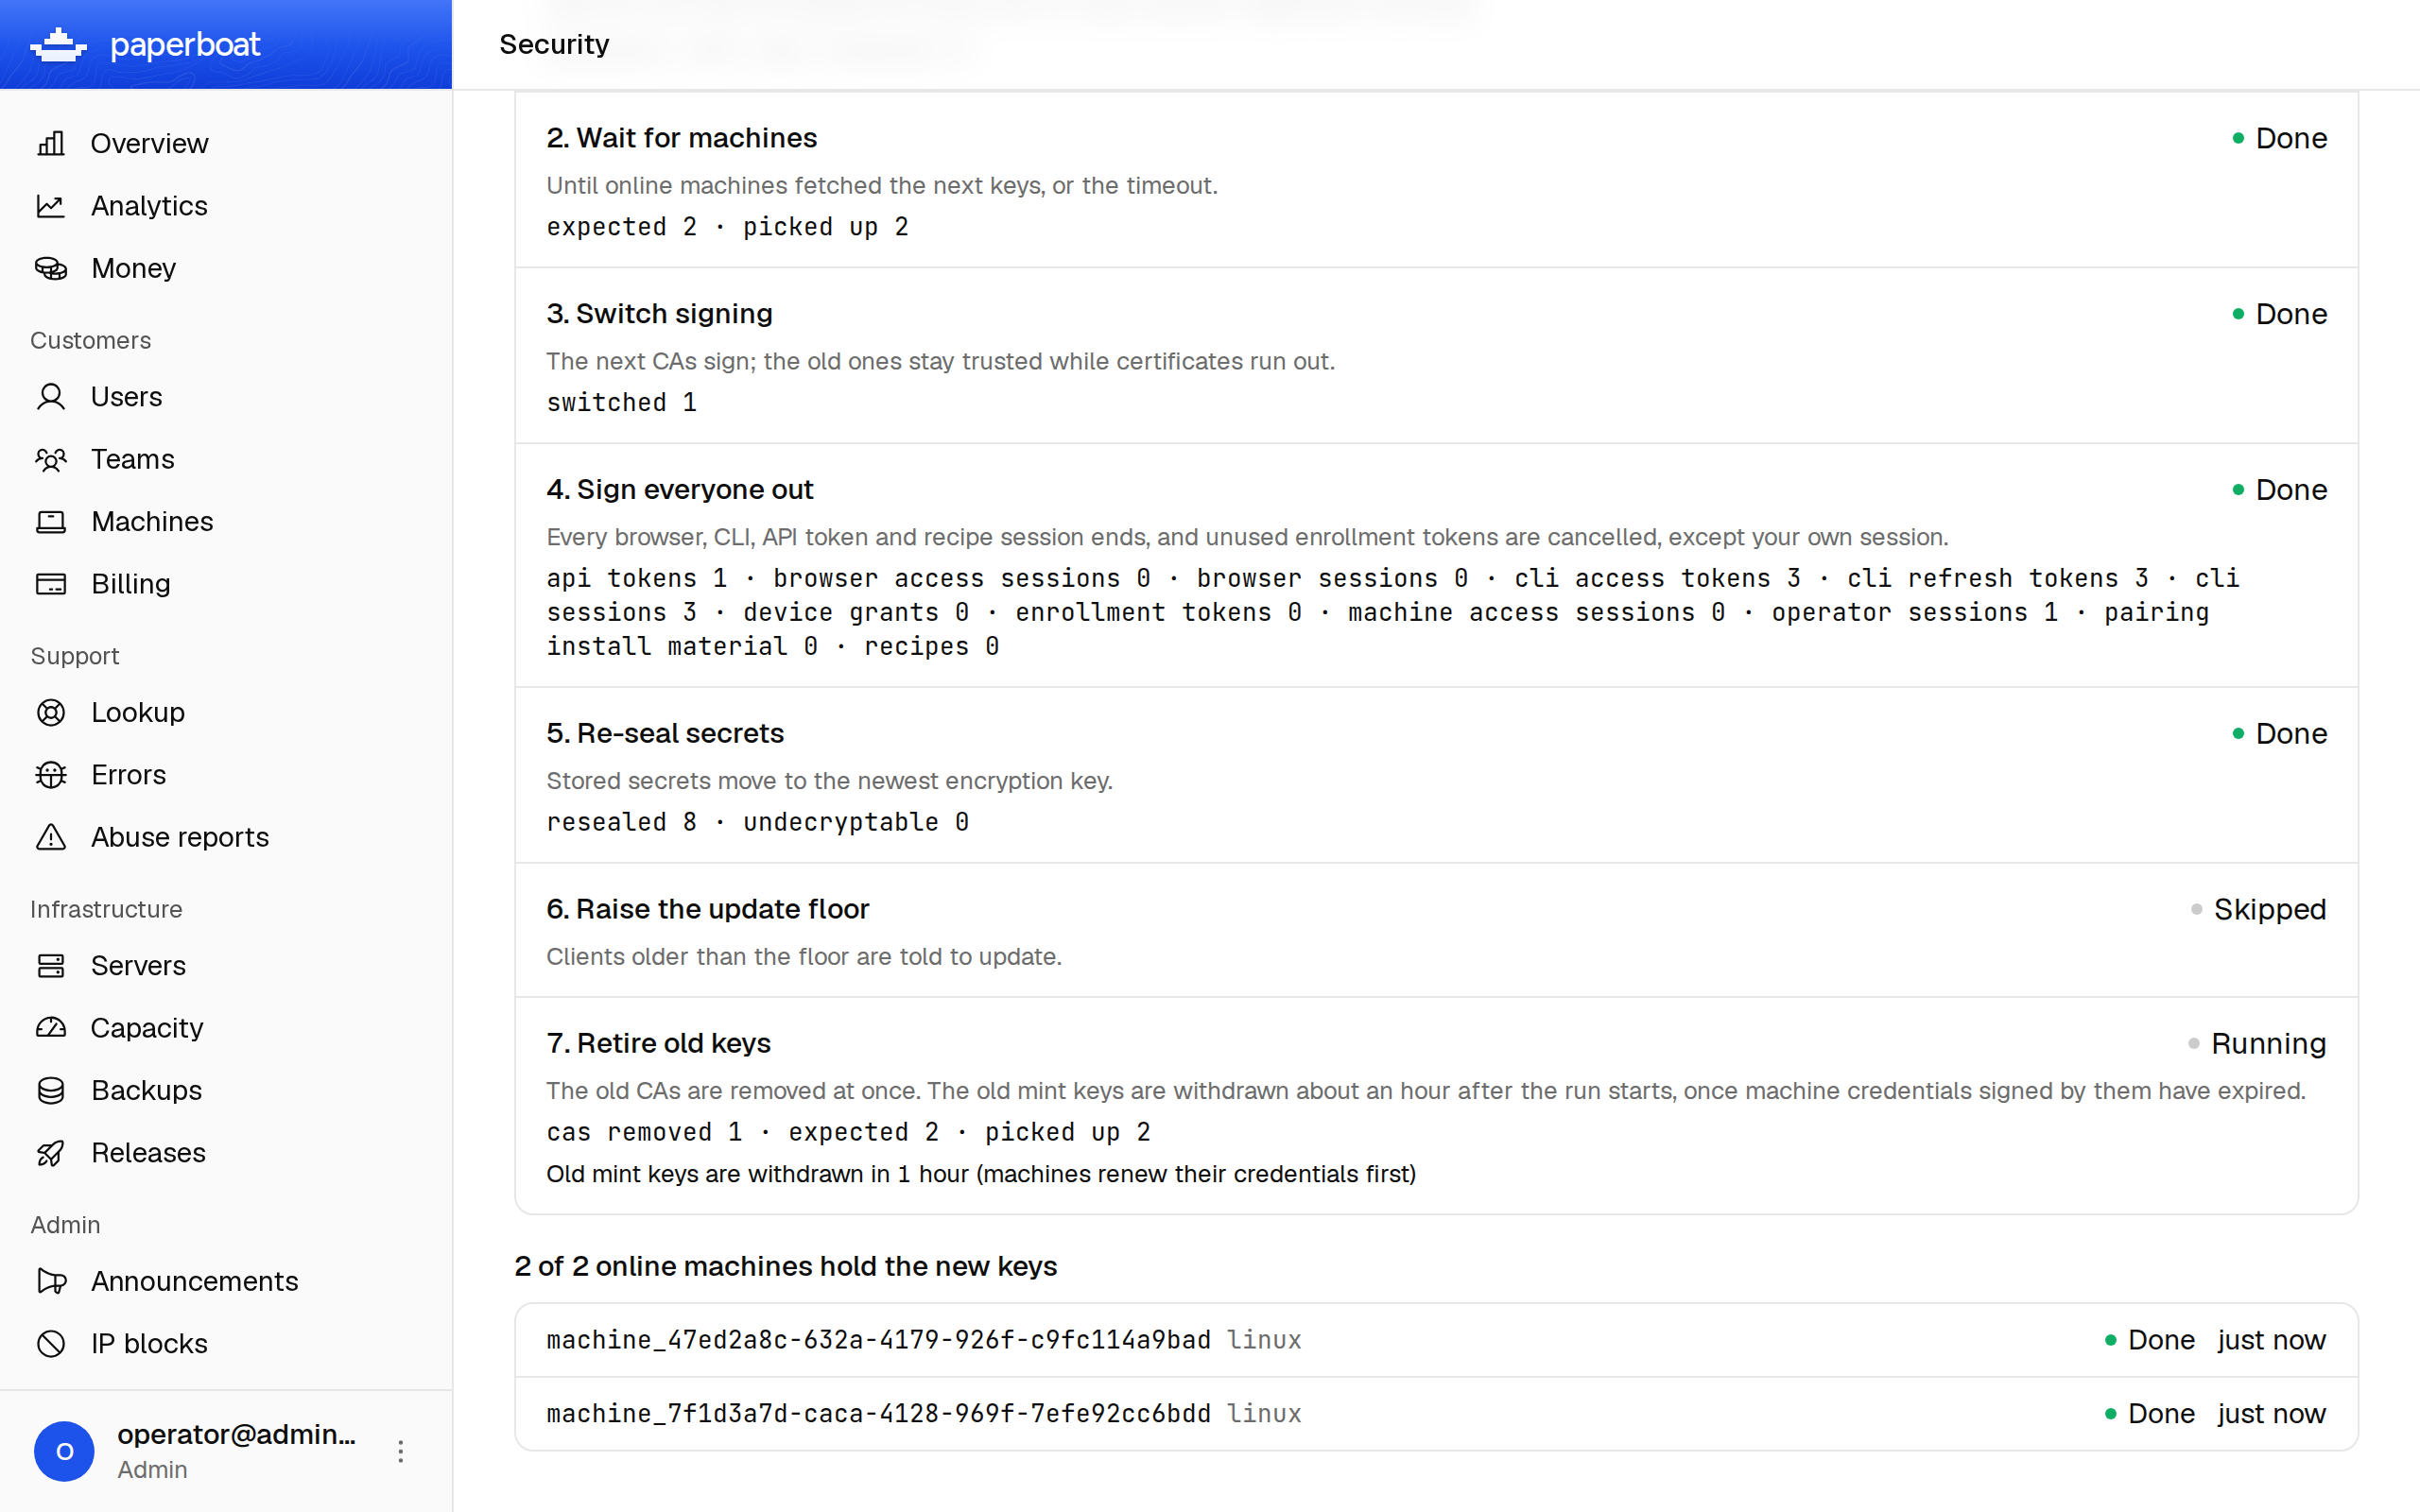 paperboat
Security
Overview
Analytics
Money
Customers
Users
Teams
Machines
Billing
Support
Lookup
Errors
Abuse reports
Infrastructure
Servers
Capacity
Backups
Releases
Admin
Announcements
IP blocks
O
operator@admin...
Admin
2. Wait for machines
Done
Until online machines fetched the next keys, or the timeout.
expected 2 · picked up 2
3. Switch signing
Done
The next CAs sign; the old ones stay trusted while certificates run out.
switched 1
4. Sign everyone out
Done
Every browser, CLI, API token and recipe session ends, and unused enrollment tokens are cancelled, except your own session.
api tokens 1 · browser access sessions 0 · browser sessions 0 · cli access tokens 3 · cli refresh tokens 3 · cli
sessions 3 · device grants 0 · enrollment tokens 0 · machine access sessions 0 · operator sessions 1 · pairing
install material 0 · recipes 0
5. Re-seal secrets
Done
Stored secrets move to the newest encryption key.
resealed 8 · undecryptable 0
6. Raise the update floor
Skipped
Clients older than the floor are told to update.
7. Retire old keys
Running
The old CAs are removed at once. The old mint keys are withdrawn about an hour after the run starts, once machine credentials signed by them have expired.
cas removed 1 · expected 2 · picked up 2
Old mint keys are withdrawn in 1 hour (machines renew their credentials first)
2 of 2 online machines hold the new keys
machine_47ed2a8c-632a-4179-926f-c9fc114a9bad linux
Done just now
machine_7f1d3a7d-caca-4128-969f-7efe92cc6bdd linux
Done just now